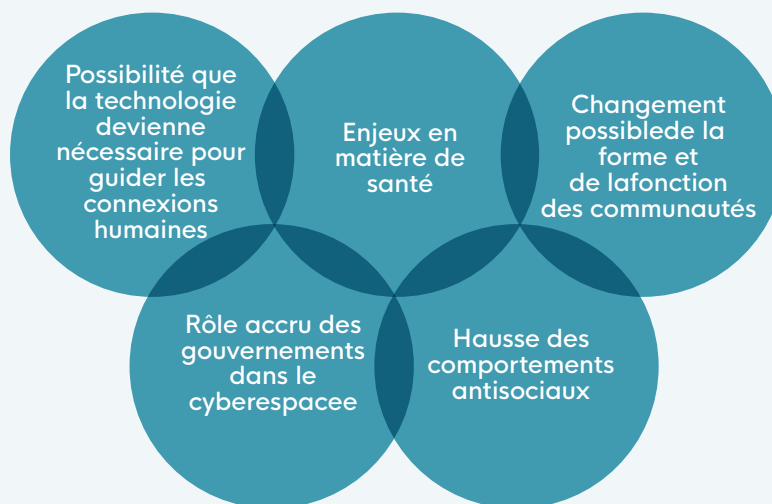 Possibilité que
la technologie
devienne
nécessaire pour
guider les
connexions
humaines
Enjeux en
matière de
santé
Changement
possiblede la
forme et
de lafonction
des communautés
Rôle accru des
gouvernements
dans le
cyberespacee
Hausse des
comportements
antisociaux